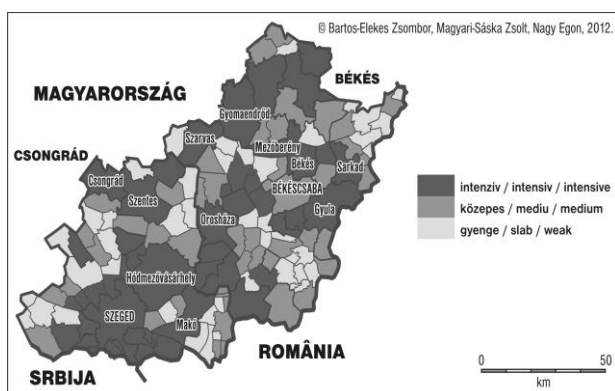 © Bartos-Elekes Zsombor, Magyari-Sáska Zsolt, Nagy Egon, 2012.
BÉKÉS
MAGYARORSZÁG
Gyomaendrőd
Szarvas
Mezőberény
CSONGRÁD
Békés
Sarkad
Csongrád
BÉKÉSCSABA
intenzív / intensiv / intensive
Szentes
Gyula
közepes / mediu / medium
Orosháza
gyenge / slab / weak
Hódmezővásárhely
SZEGED
Makó
ROMÂNIA
SRBIJA
0
50
km